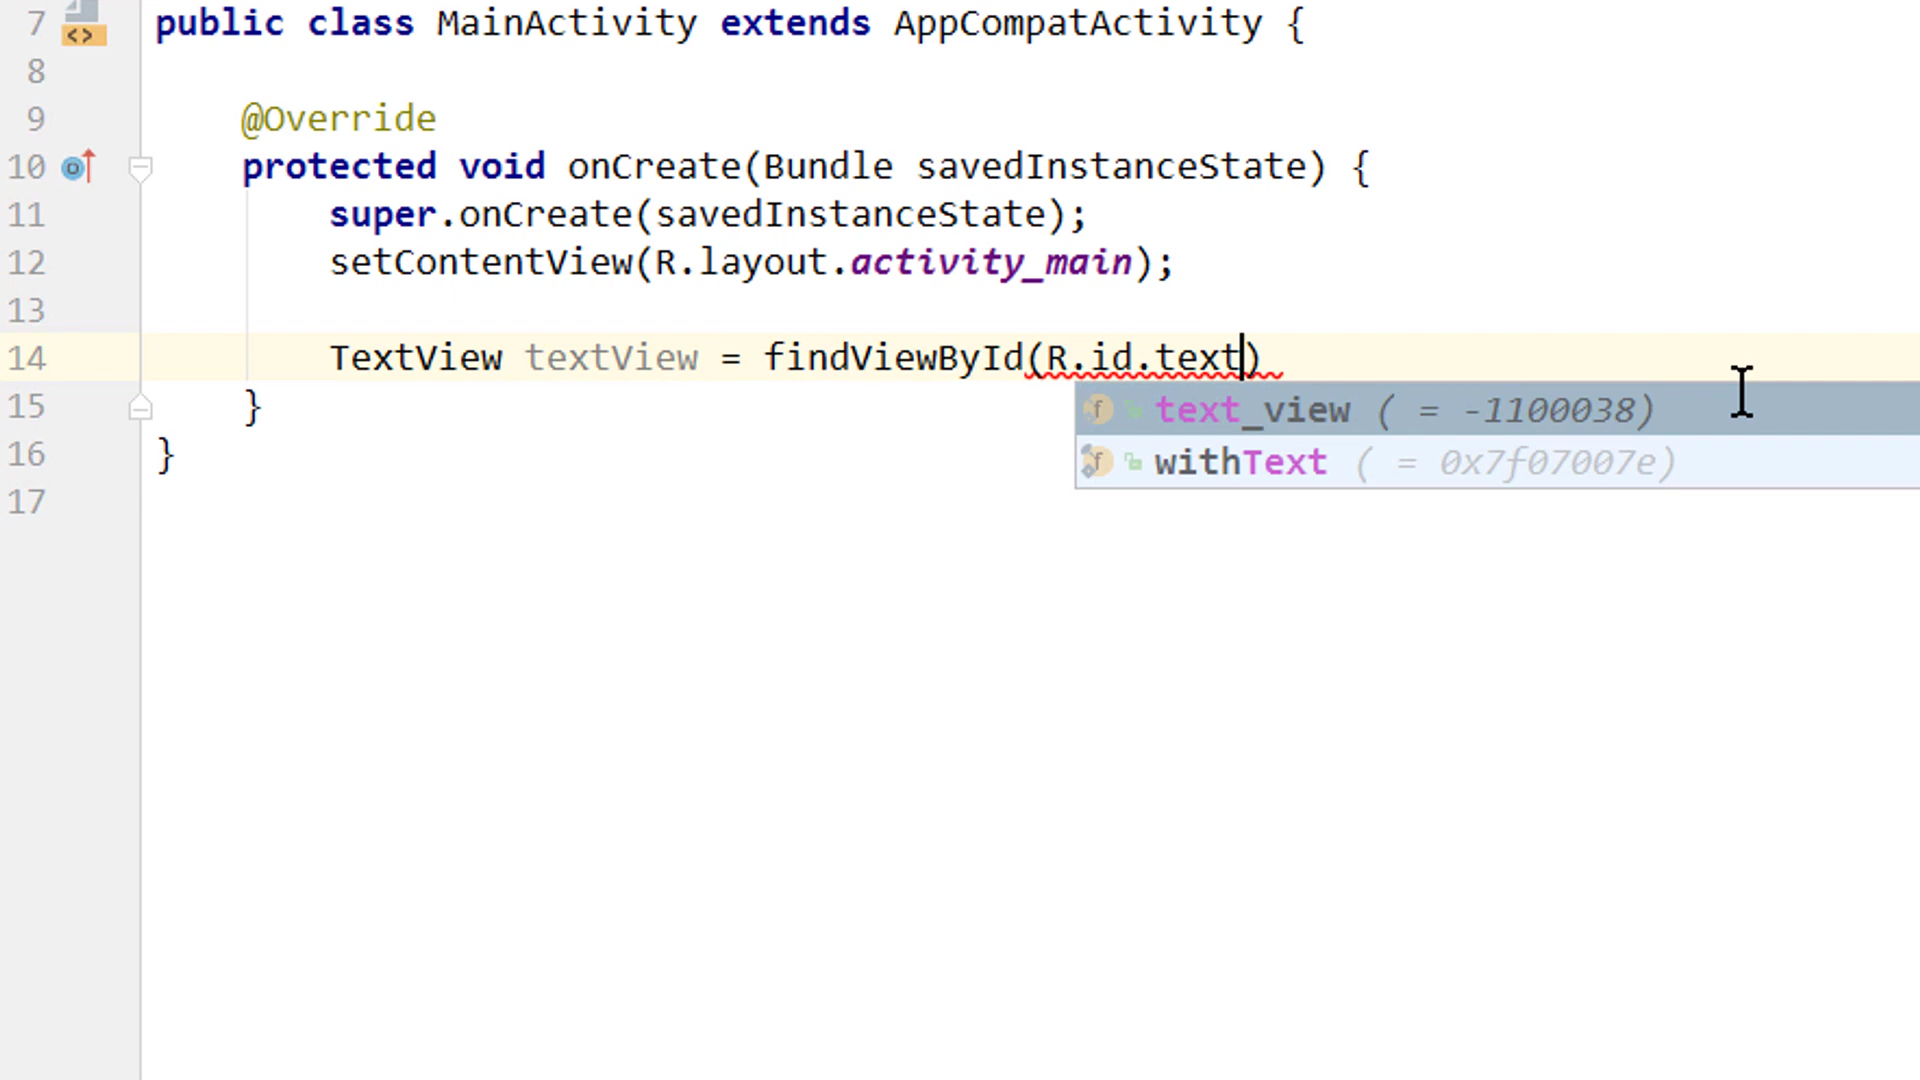 7 <> public class MainActivity extends AppCompatActivity {
8
9 @Override
10 protected void onCreate(Bundle savedInstanceState) {
11 super.onCreate(savedInstanceState);
12 setContentView(R.layout.activity_main);
13
14 TextView textView = findViewById(R.id.text)
f text_view ( = -1100038)
15 }
f withText ( = 0x7f07007e)
16 }
17